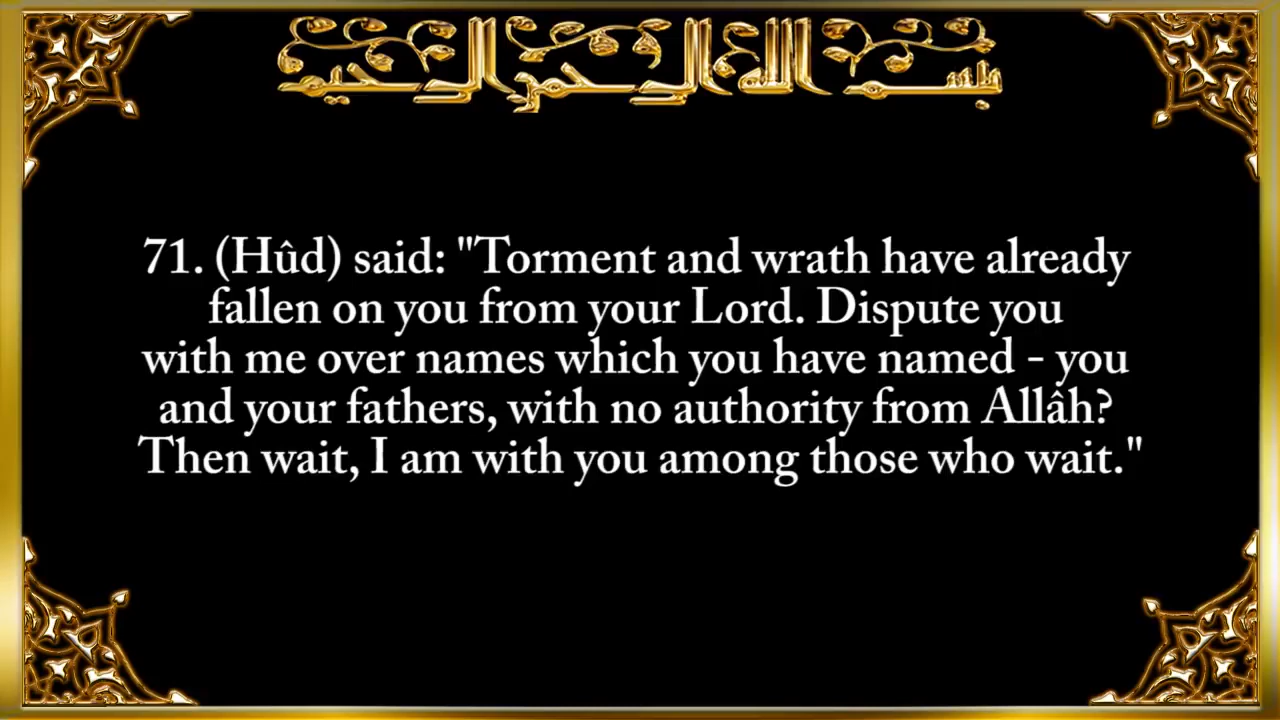 بسم الله الرحمن الرحيم
71. (Hûd) said: "Torment and wrath have already
fallen on you from your Lord. Dispute you
with me over names which you have named - you
and your fathers, with no authority from Allâh?
Then wait, I am with you among those who wait."